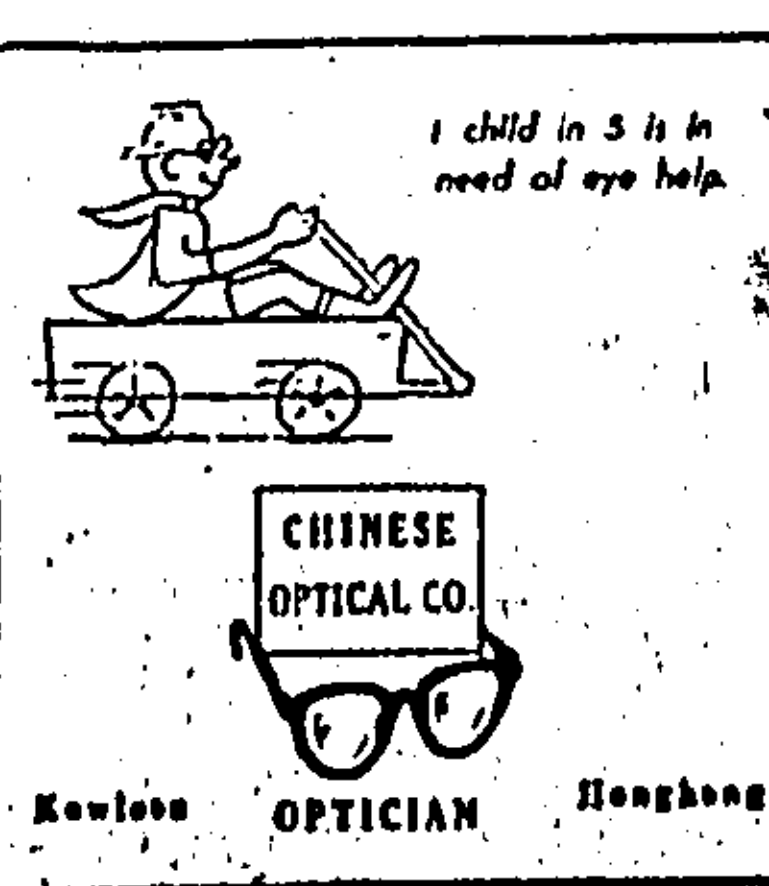 1 child in 5 is in
need of eye help.
CHINESE
OPTICAL CO.
Kowloon OPTICIAN Hongkong